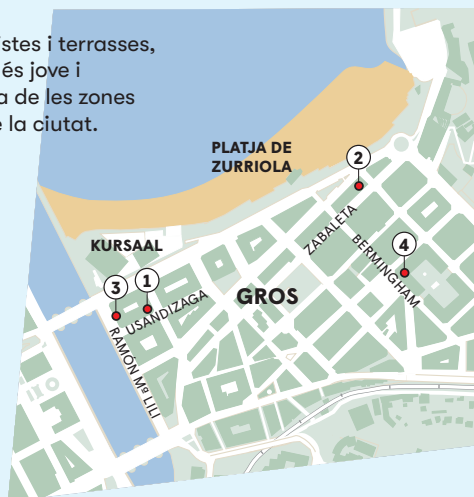 istes i terrasses,
és jove i
a de les zones
la ciutat.
PLATJA DE
ZURRIOLA
2
ZABALETA
BERMINGHAM
4
KURSAAL
3
1
USANDIZAGA
GROS
RAMÓN Mª LILI